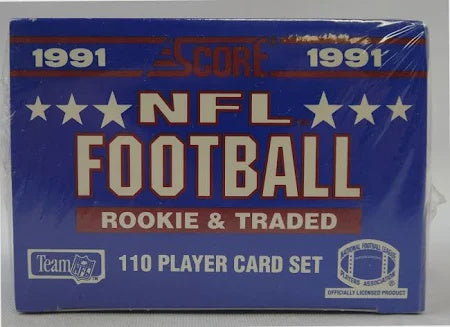 1991 SCORE 1991
NFL
FOOTBALL
ROOKIE & TRADED
Team NFL 110 PLAYER CARD SET
NATIONAL FOOTBALL LEAGUE
PLAYERS ASSOCIATION
OFFICIALLY LICENSED PRODUCT